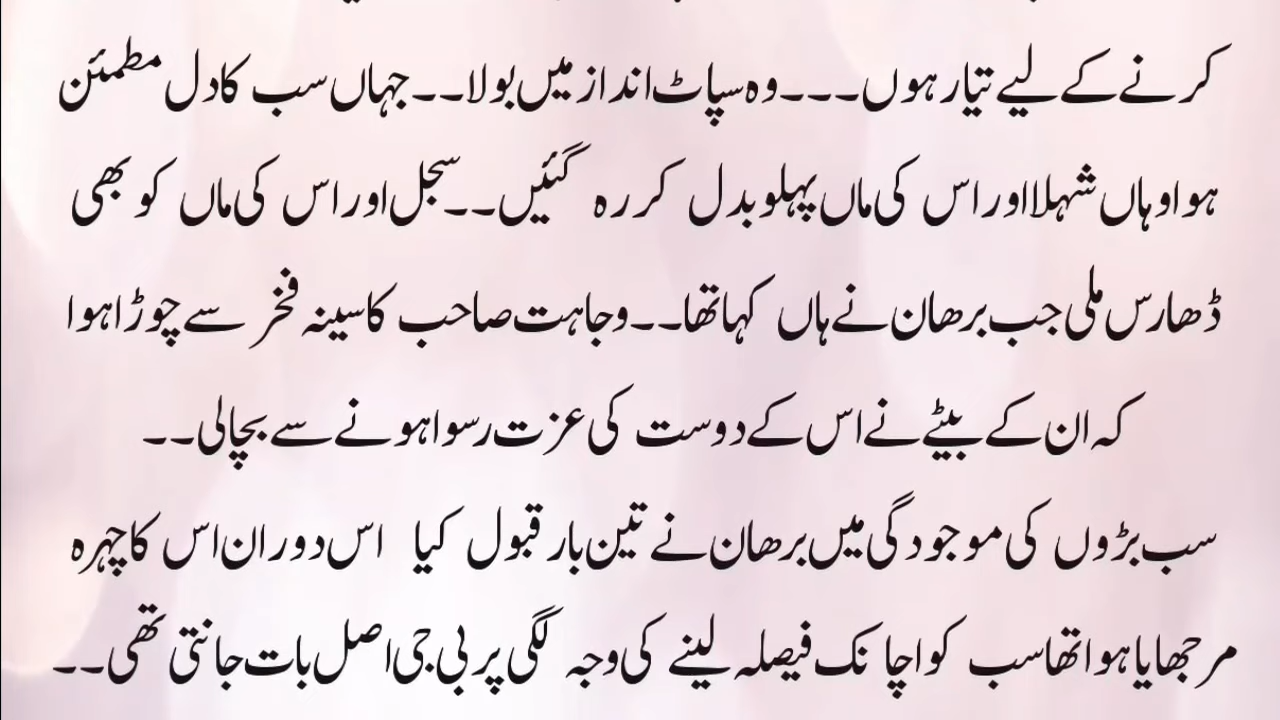 کرنے کے لیے تیار ہوں۔۔۔وہ سپاٹ انداز میں بولا۔۔جہاں سب کا دل مطمئن
ہوا وہاں شہلا اور اس کی ماں پہلو بدل کر رہ گئیں۔۔سجل اور اس کی ماں کو بھی
ڈھارس ملی جب برھان نے ہاں کہا تھا۔۔وجاہت صاحب کا سینہ فخر سے چوڑا ہوا
کہ ان کے بیٹے نے اس کے دوست کی عزت رسوا ہونے سے بچالی۔۔
سب بڑوں کی موجودگی میں برھان نے تین بار قبول کیا اس دوران اس کا چہرہ
مرجھایا ہوا تھا سب کو اچانک فیصلہ لینے کی وجہ لگی پر بی جی اصل بات جانتی تھی۔۔